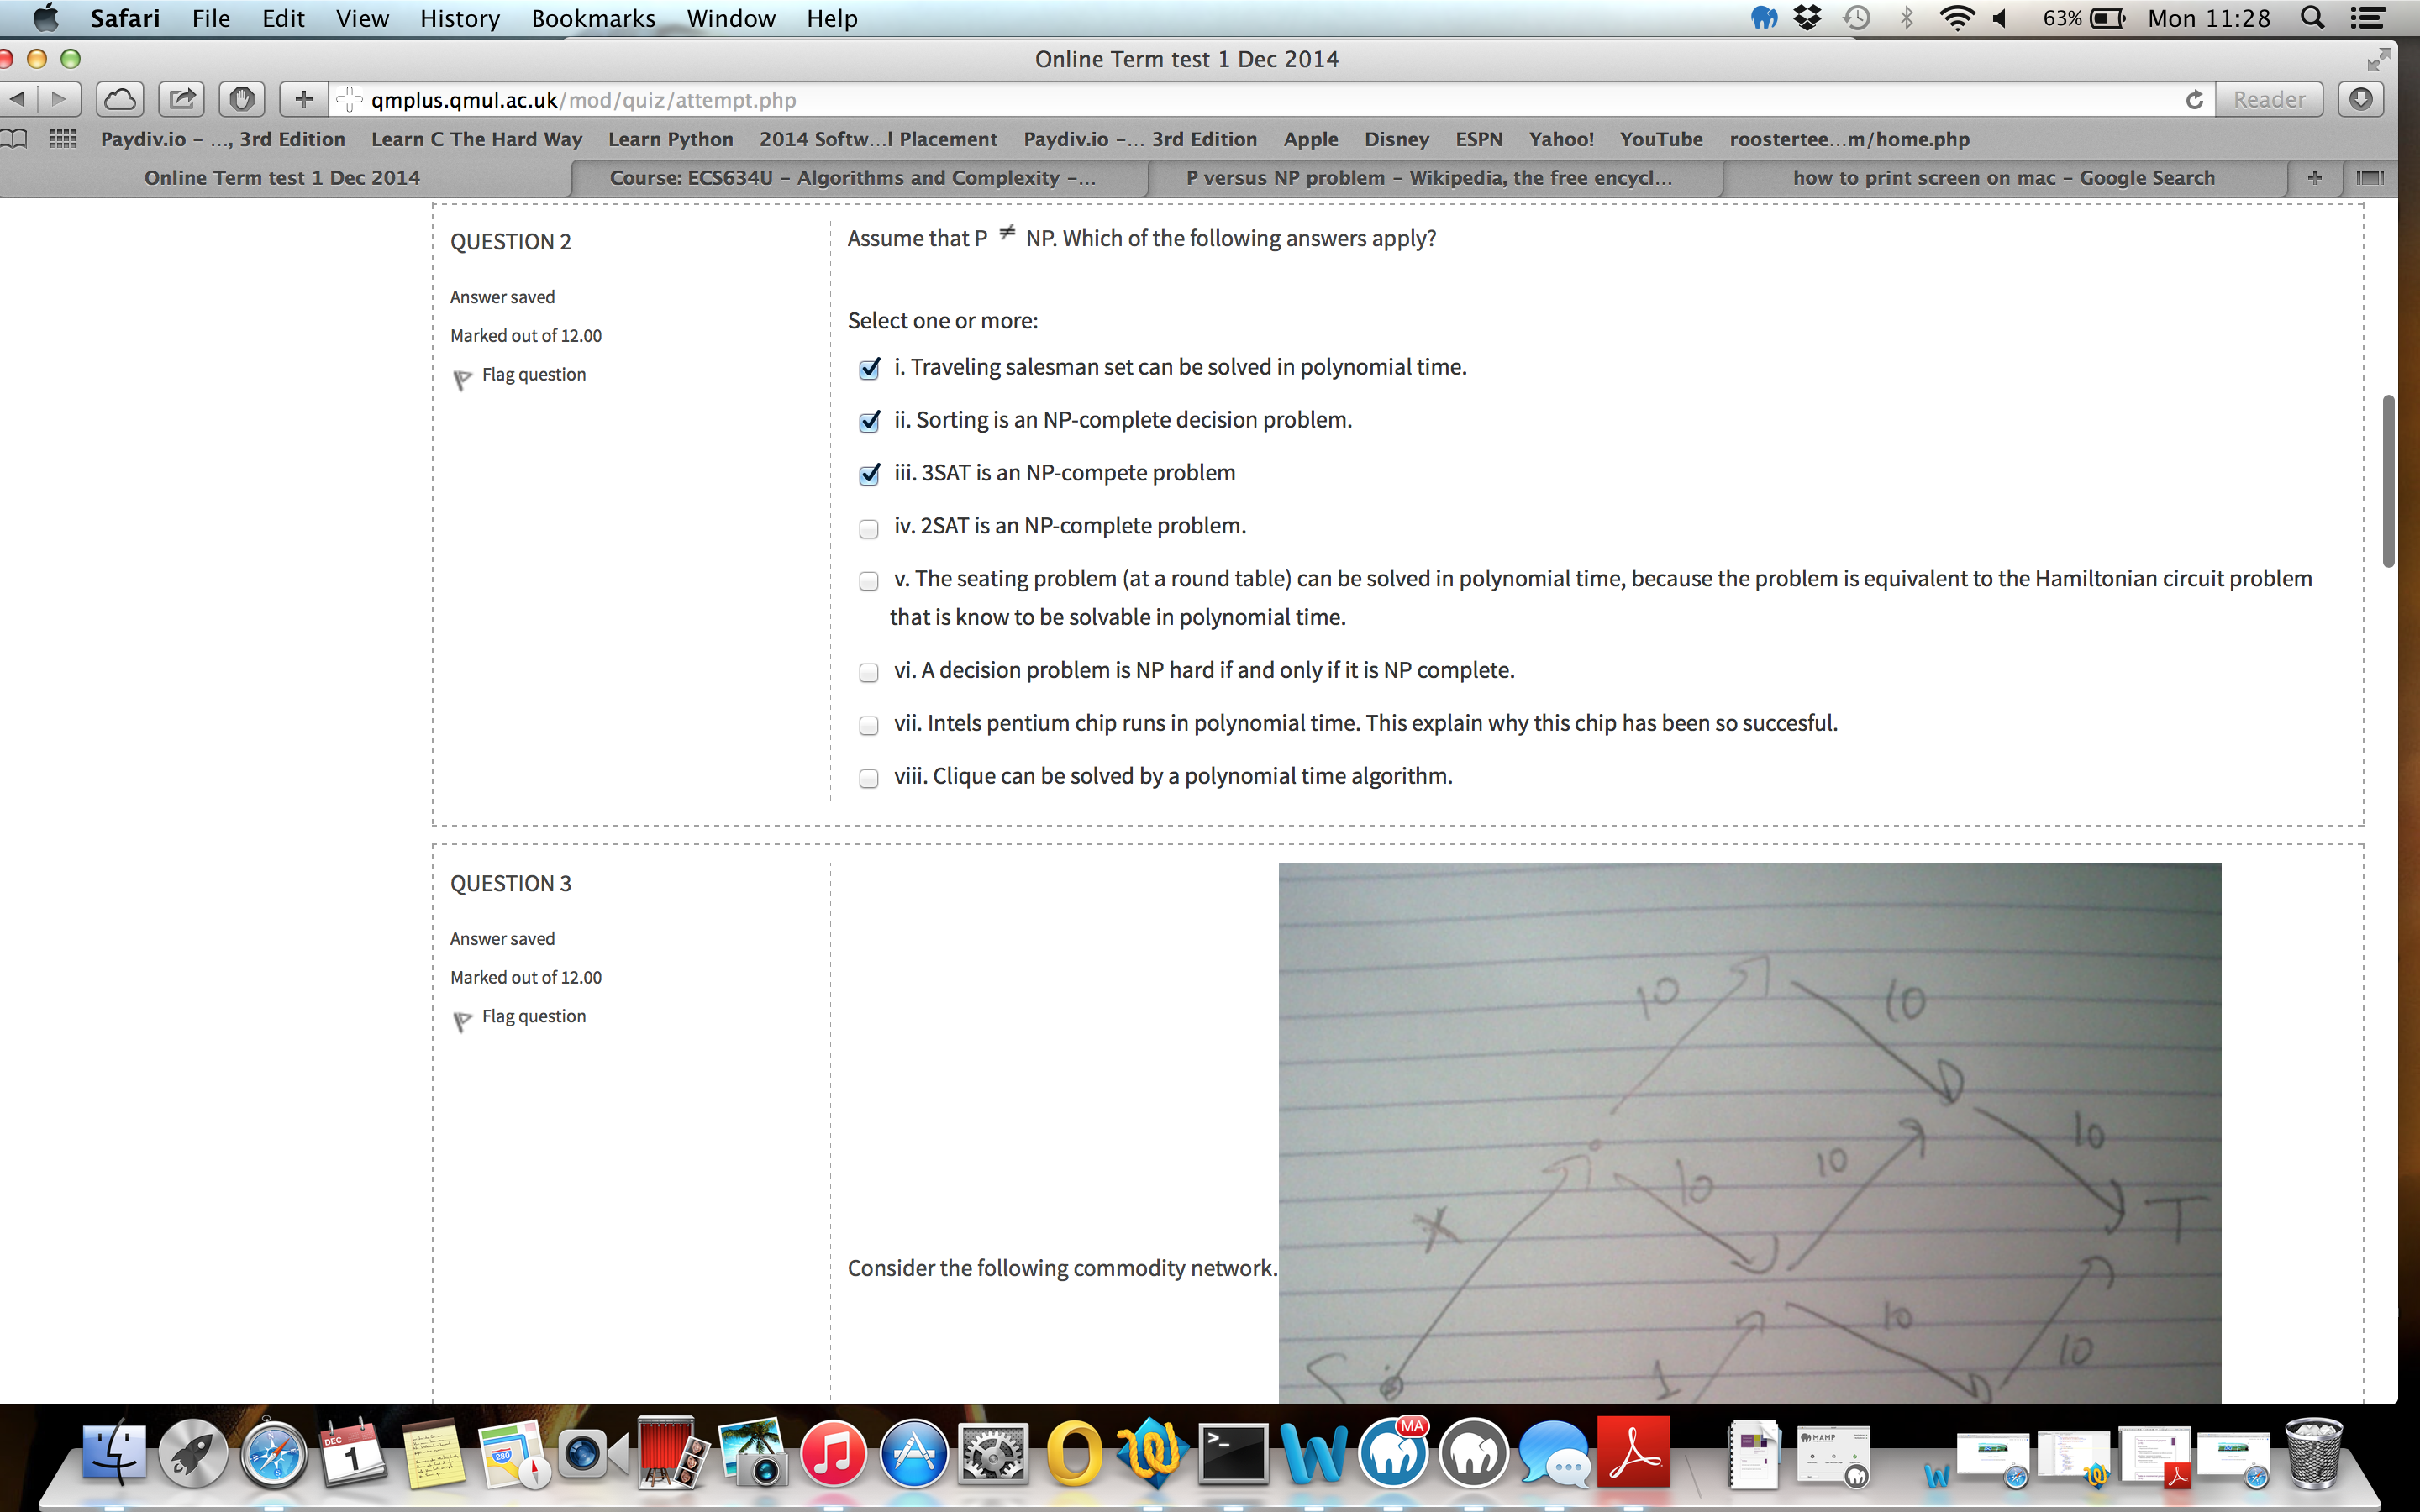 Safari File Edit View History Bookmarks Window Help 63% Mon 11:28
Online Term test 1 Dec 2014
qmplus.qmul.ac.uk/mod/quiz/attempt.php Reader
Paydiv.io – ..., 3rd Edition Learn C The Hard Way Learn Python 2014 Softw...l Placement Paydiv.io –... 3rd Edition Apple Disney ESPN Yahoo! YouTube roostertee...m/home.php
Online Term test 1 Dec 2014 Course: ECS634U – Algorithms and Complexity –... P versus NP problem – Wikipedia, the free encycl... how to print screen on mac – Google Search
QUESTION 2
Answer saved
Marked out of 12.00
Flag question
Assume that P ≠ NP. Which of the following answers apply?
Select one or more:
i. Traveling salesman set can be solved in polynomial time.
ii. Sorting is an NP-complete decision problem.
iii. 3SAT is an NP-compete problem
iv. 2SAT is an NP-complete problem.
v. The seating problem (at a round table) can be solved in polynomial time, because the problem is equivalent to the Hamiltonian circuit problem
that is know to be solvable in polynomial time.
vi. A decision problem is NP hard if and only if it is NP complete.
vii. Intels pentium chip runs in polynomial time. This explain why this chip has been so succesful.
viii. Clique can be solved by a polynomial time algorithm.
QUESTION 3
Answer saved
Marked out of 12.00
Flag question
Consider the following commodity network.
10 10
10
10 10
X T
10
1 10
S
DEC
1
280
MA
MAMP